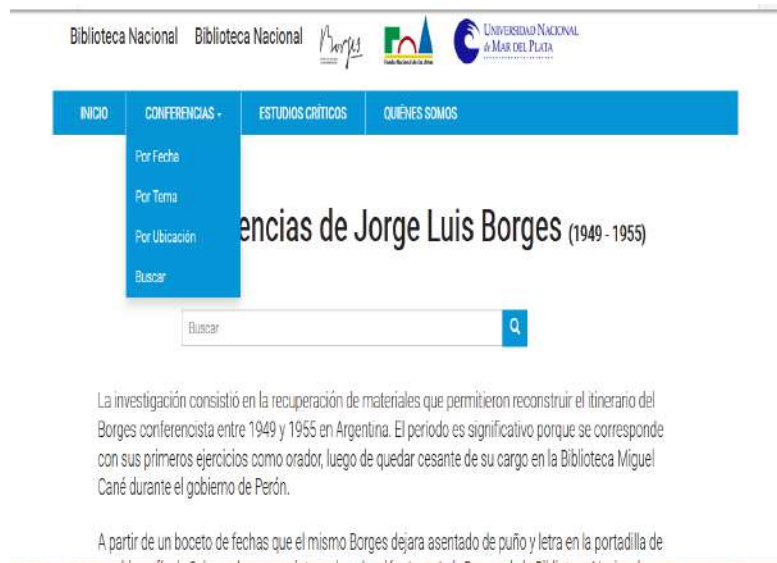 Biblioteca Nacional Biblioteca Nacional Borges UNIVERSIDAD NACIONAL
de MAR DEL PLATA
Fondo Nacional de las Artes
INICIO CONFERENCIAS ESTUDIOS CRÍTICOS QUIÉNES SOMOS
Por Fecha
Por Tema
Por Ubicación
Buscar
encias de Jorge Luis Borges (1949 - 1955)
Buscar
La investigación consistió en la recuperación de materiales que permitieron reconstruir el itinerario del
Borges conferencista entre 1949 y 1955 en Argentina. El periodo es significativo porque se corresponde
con sus primeros ejercicios como orador, luego de quedar cesante de su cargo en la Biblioteca Miguel
Cané durante el gobierno de Perón.
A partir de un boceto de fechas que el mismo Borges dejara asentado de puño y letra en la portadilla de